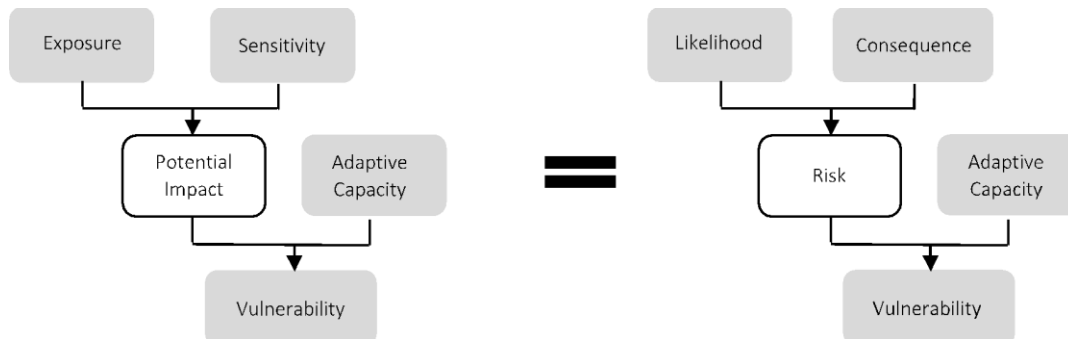 Exposure
Sensitivity
Potential
Impact
Adaptive
Capacity
Vulnerability
=
Likelihood
Consequence
Risk
Adaptive
Capacity
Vulnerability